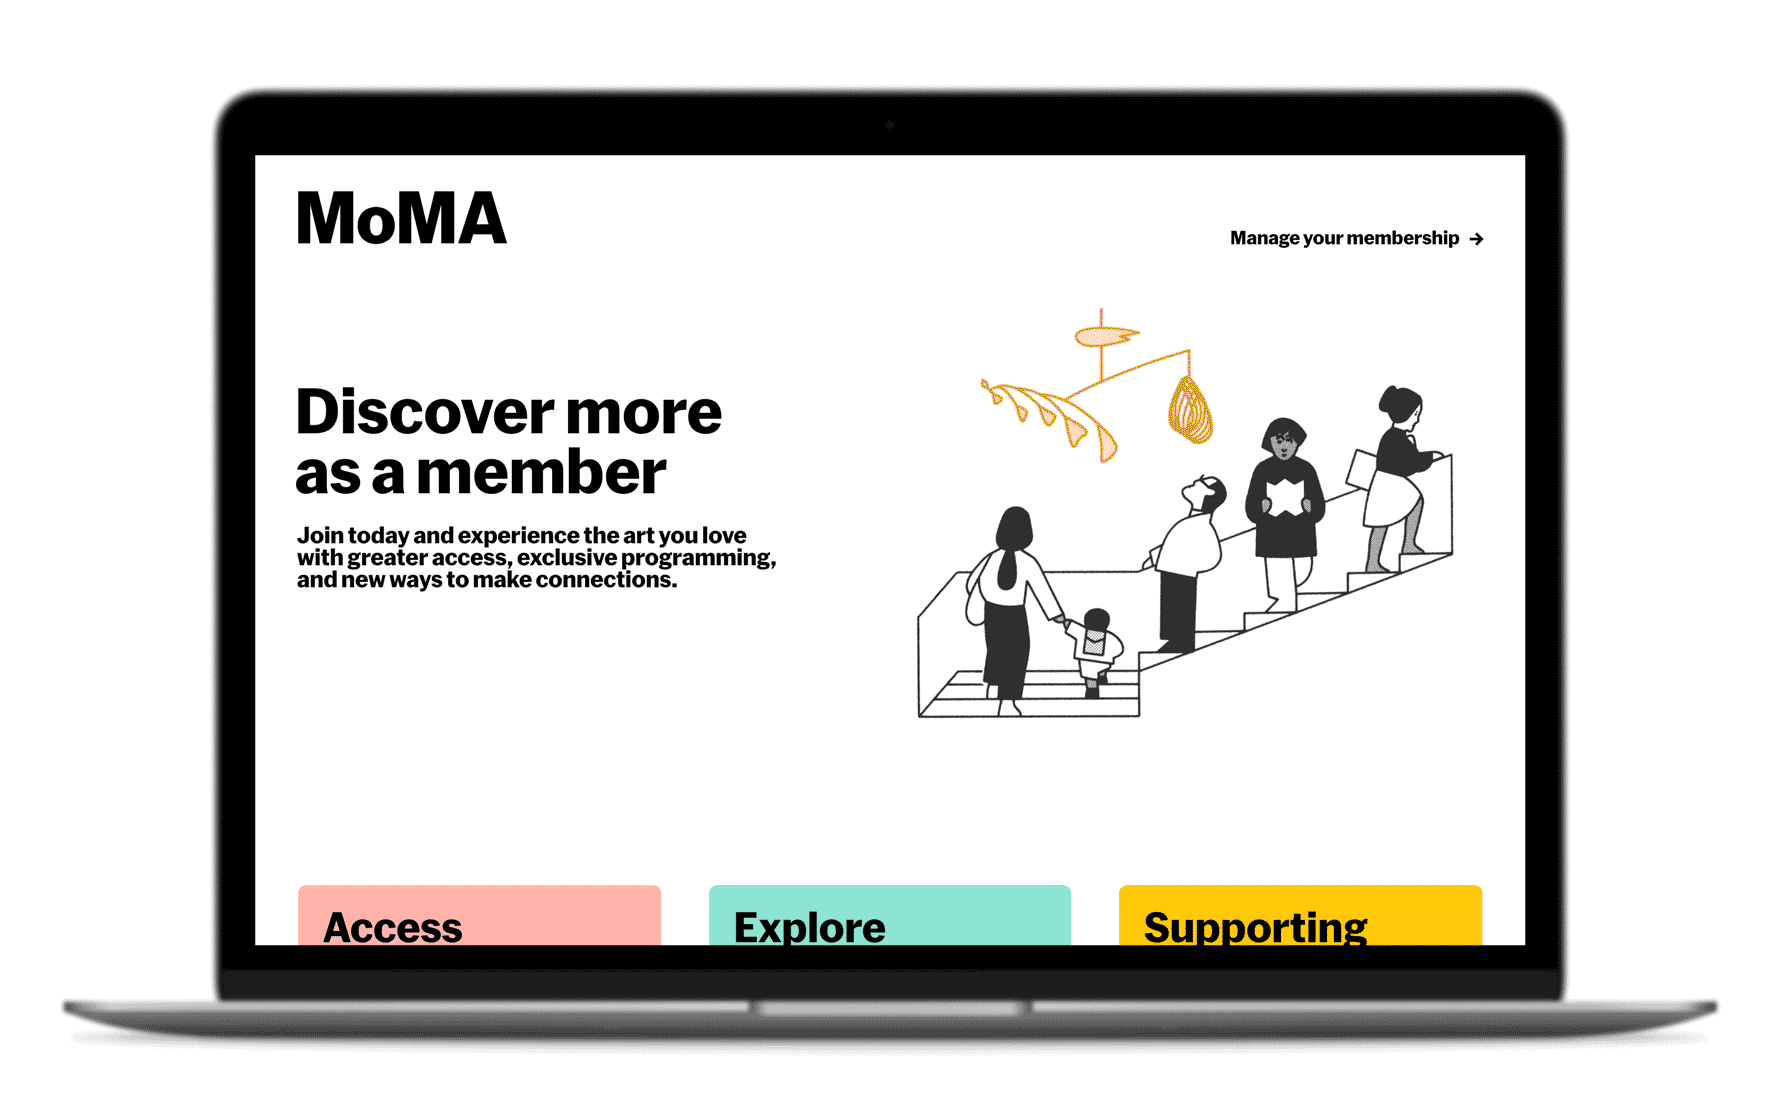 MoMA
Manage your membership →
Discover more
as a member
Join today and experience the art you love
with greater access, exclusive programming,
and new ways to make connections.
Access
Explore
Supporting